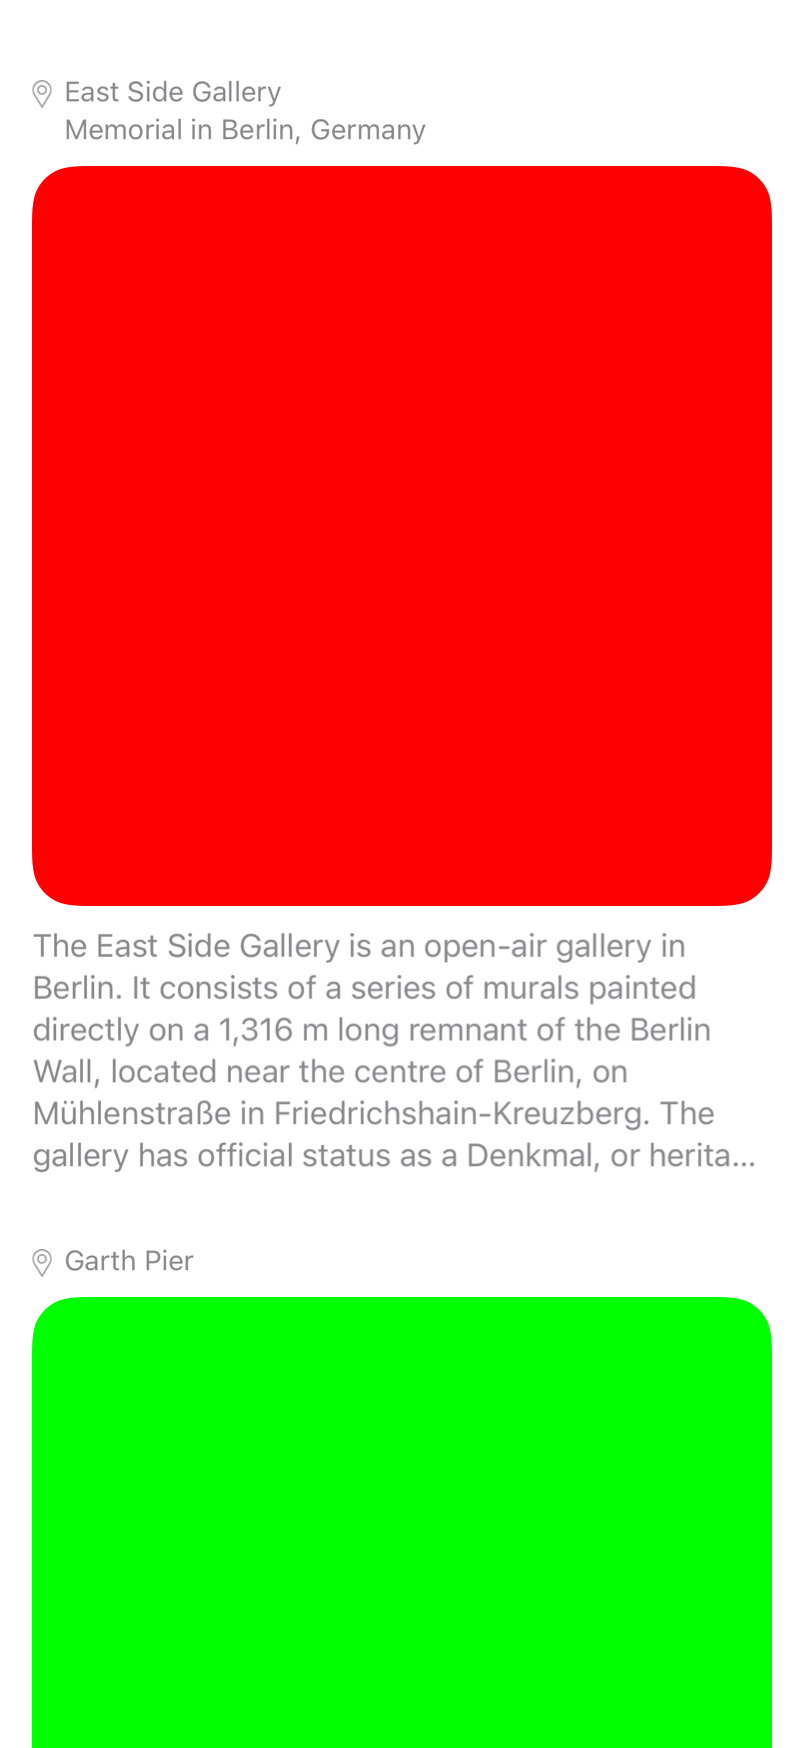 East Side Gallery
Memorial in Berlin, Germany
The East Side Gallery is an open-air gallery in
Berlin. It consists of a series of murals painted
directly on a 1,316 m long remnant of the Berlin
Wall, located near the centre of Berlin, on
Mühlenstraße in Friedrichshain-Kreuzberg. The
gallery has official status as a Denkmal, or herita...
Garth Pier